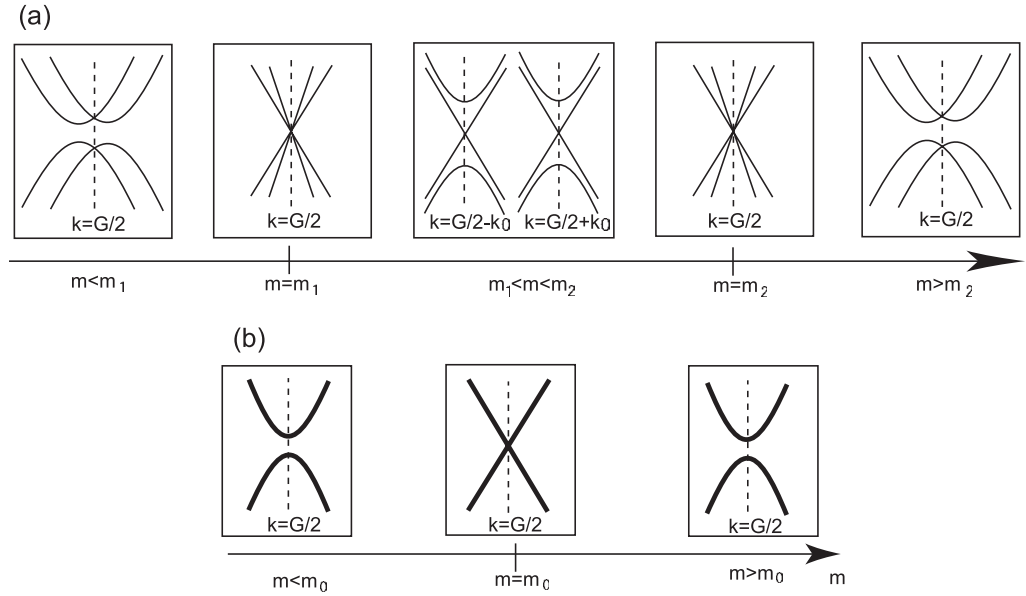 (a)
k=G/2
k=G/2
k=G/2-k0 k=G/2+k0
k=G/2
k=G/2
m<m1
m=m1
m1<m<m2
m=m2
m>m2
(b)
k=G/2
k=G/2
k=G/2
m<m0
m=m0
m>m0
m